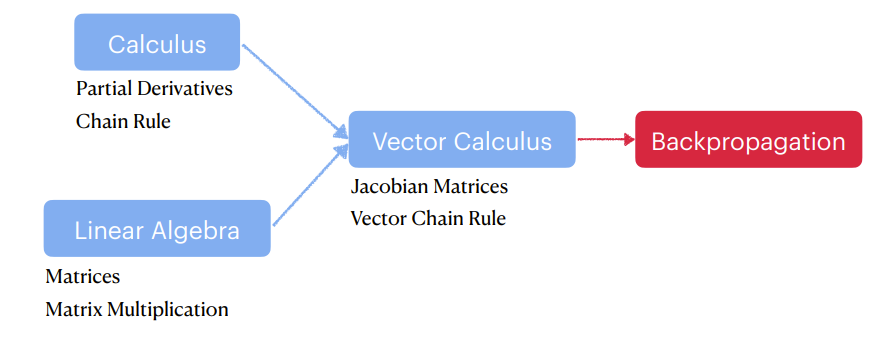 Calculus
Partial Derivatives
Chain Rule
Linear Algebra
Matrices
Matrix Multiplication
Vector Calculus
Jacobian Matrices
Vector Chain Rule
Backpropagation